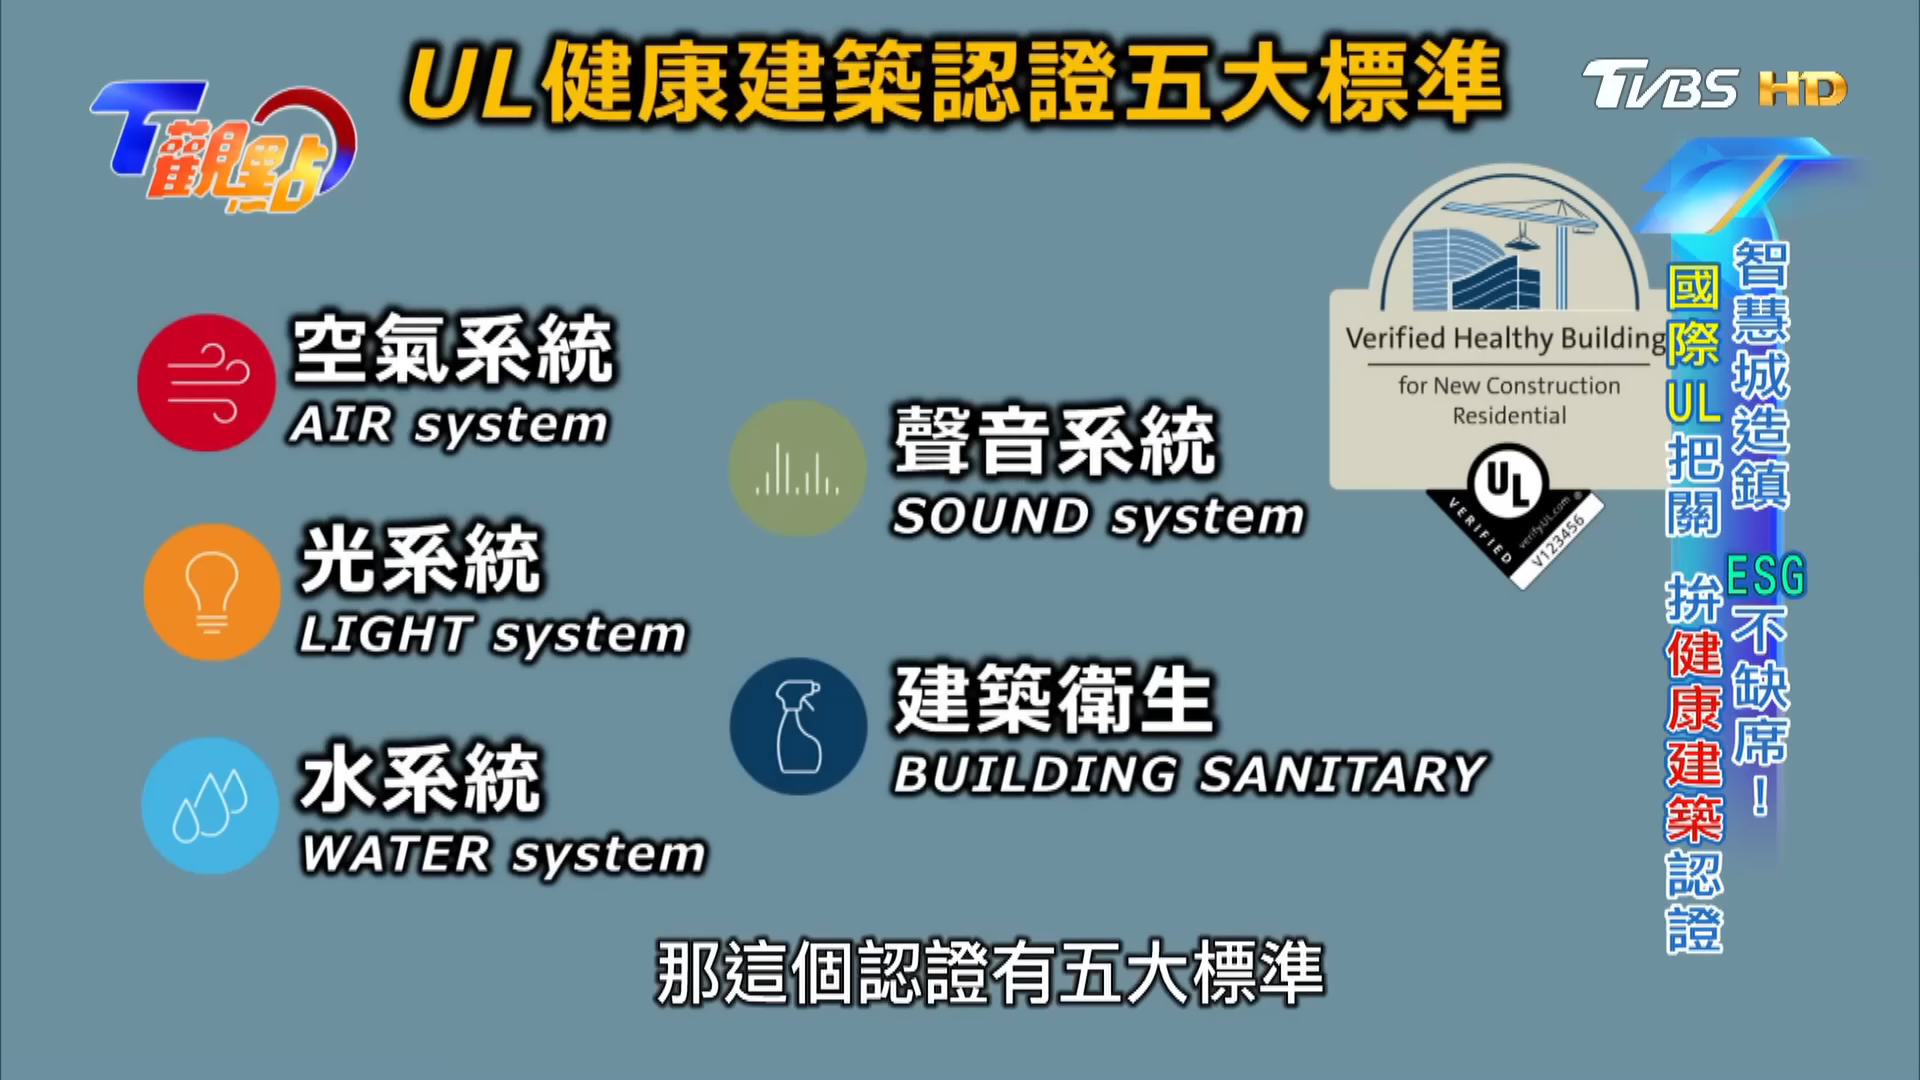 UL健康建築認證五大標準
T觀點
TVBS HD
空氣系統
AIR system
光系統
LIGHT system
水系統
WATER system
聲音系統
SOUND system
建築衛生
BUILDING SANITARY
Verified Healthy Building
for New Construction
Residential
UL
VERIFIED
verify.UL.com
V123456
智慧城造鎮 ESG不缺席！
國際UL把關 拚健康建築認證
那這個認證有五大標準